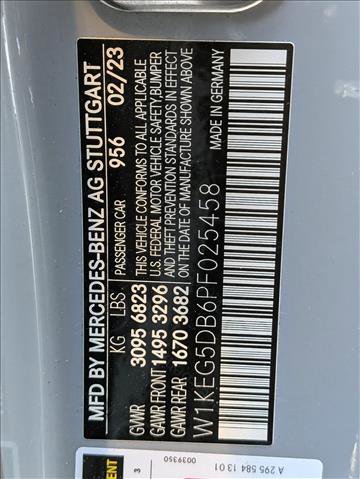 MFD BY MERCEDES-BENZ AG STUTTGART
KG LBS PASSENGER CAR 956 02/23
GVWR 3095 6823 THIS VEHICLE CONFORMS TO ALL APPLICABLE
GAWR FRONT 1495 3296 U.S. FEDERAL MOTOR VEHICLE SAFETY, BUMPER
GAWR REAR 1670 3682 AND THEFT PREVENTION STANDARDS IN EFFECT
ON THE DATE OF MANUFACTURE SHOWN ABOVE
W1KEG5DB6PF025458 MADE IN GERMANY
3
0039350
A 295 584 13 01